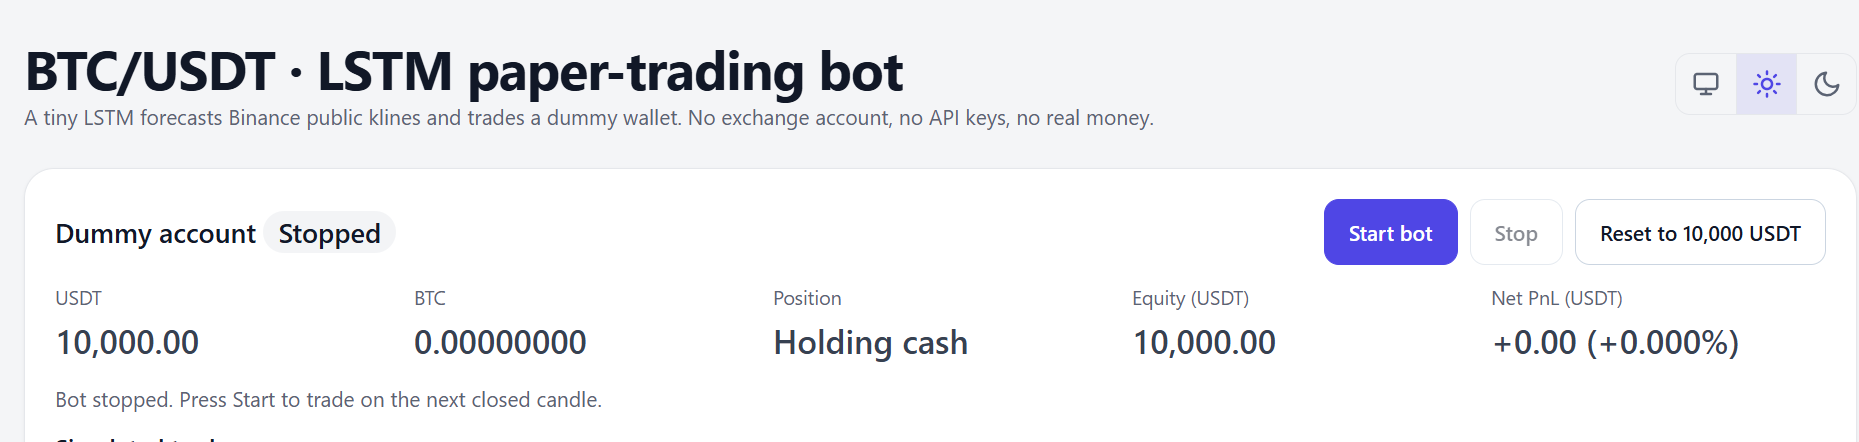 BTC/USDT · LSTM paper-trading bot
A tiny LSTM forecasts Binance public klines and trades a dummy wallet. No exchange account, no API keys, no real money.
Dummy account Stopped
Start bot Stop Reset to 10,000 USDT
USDT BTC Position Equity (USDT) Net PnL (USDT)
10,000.00 0.00000000 Holding cash 10,000.00 +0.00 (+0.000%)
Bot stopped. Press Start to trade on the next closed candle.